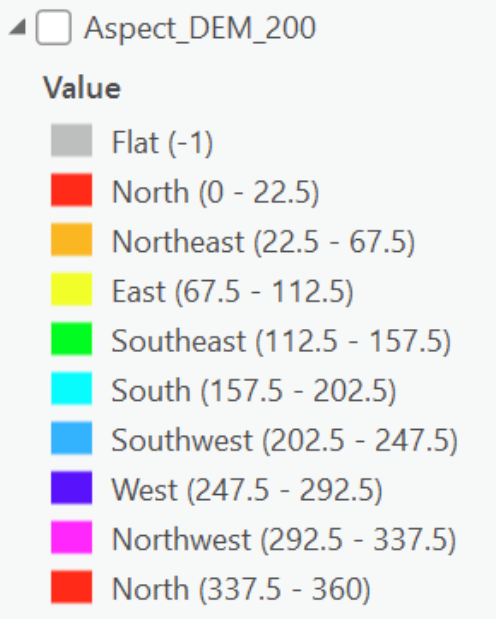 Aspect_DEM_200
Value
Flat (-1)
North (0 - 22.5)
Northeast (22.5 - 67.5)
East (67.5 - 112.5)
Southeast (112.5 - 157.5)
South (157.5 - 202.5)
Southwest (202.5 - 247.5)
West (247.5 - 292.5)
Northwest (292.5 - 337.5)
North (337.5 - 360)